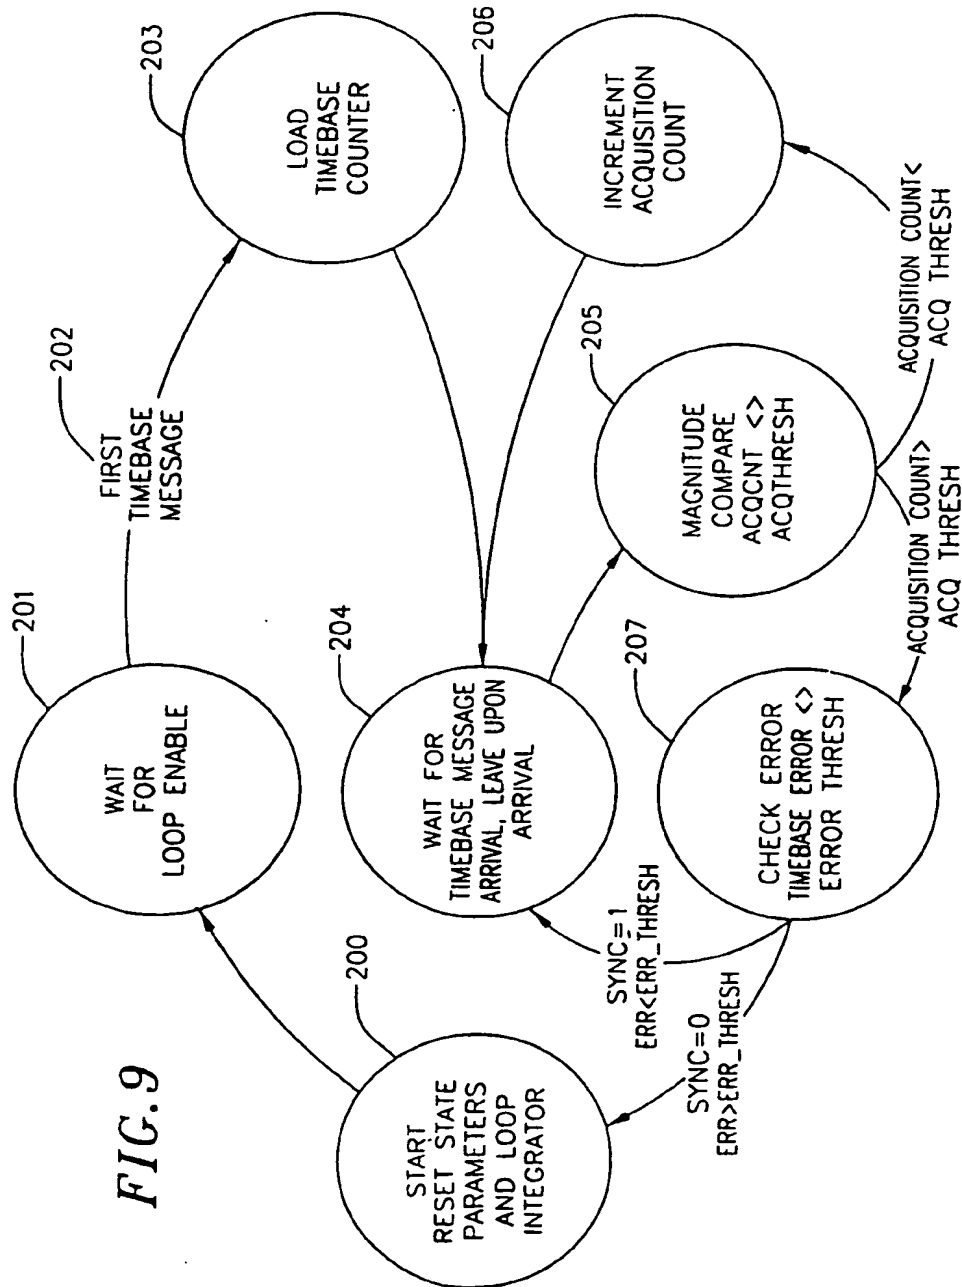 FIG. 9
START
RESET STATE
PARAMETERS
AND LOOP
INTEGRATOR
200
WAIT
FOR
LOOP ENABLE
201
FIRST
TIMEBASE
MESSAGE
202
LOAD
TIMEBASE
COUNTER
203
WAIT FOR
TIMEBASE MESSAGE
ARRIVAL, LEAVE UPON
ARRIVAL
204
MAGNITUDE
COMPARE
ACQCNT <>
ACQTHRESH
205
INCREMENT
ACQUISITION
COUNT
206
CHECK ERROR
TIMEBASE ERROR <>
ERROR THRESH
207
SYNC=1
ERR<ERR_THRESH
SYNC=0
ERR>ERR_THRESH
ACQUISITION COUNT>
ACQ THRESH
ACQUISITION COUNT<
ACQ THRESH